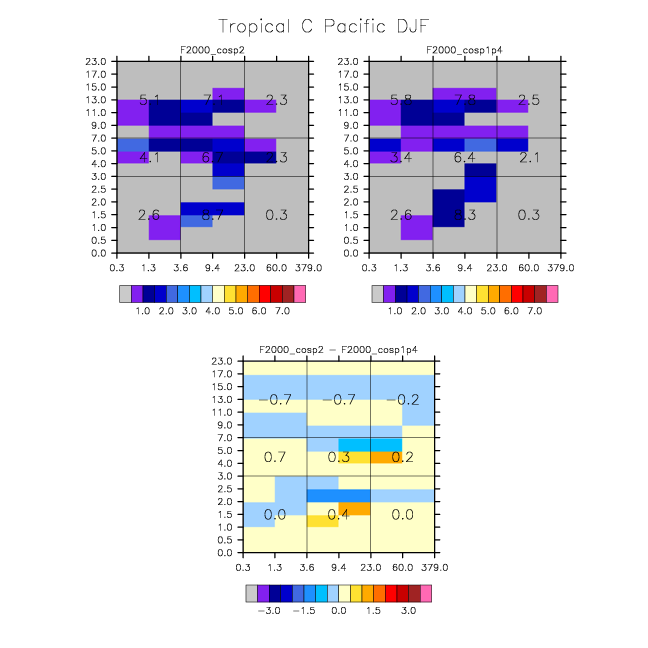 Tropical C Pacific DJF
F2000_cosp2
23.0
17.0
15.0
13.0
11.0
9.0
7.0
5.0
4.0
3.0
2.5
2.0
1.5
1.0
0.5
0.0
5.1 7.1 2.3
4.1 6.7 2.3
2.6 8.7 0.3
0.3 1.3 3.6 9.4 23.0 60.0 379.0
1.0 2.0 3.0 4.0 5.0 6.0 7.0
F2000_cosp1p4
23.0
17.0
15.0
13.0
11.0
9.0
7.0
5.0
4.0
3.0
2.5
2.0
1.5
1.0
0.5
0.0
5.8 7.8 2.5
3.4 6.4 2.1
2.6 8.3 0.3
0.3 1.3 3.6 9.4 23.0 60.0 379.0
1.0 2.0 3.0 4.0 5.0 6.0 7.0
F2000_cosp2 − F2000_cosp1p4
23.0
17.0
15.0
13.0
11.0
9.0
7.0
5.0
4.0
3.0
2.5
2.0
1.5
1.0
0.5
0.0
−0.7 −0.7 −0.2
0.7 0.3 0.2
0.0 0.4 0.0
0.3 1.3 3.6 9.4 23.0 60.0 379.0
−3.0 −1.5 0.0 1.5 3.0